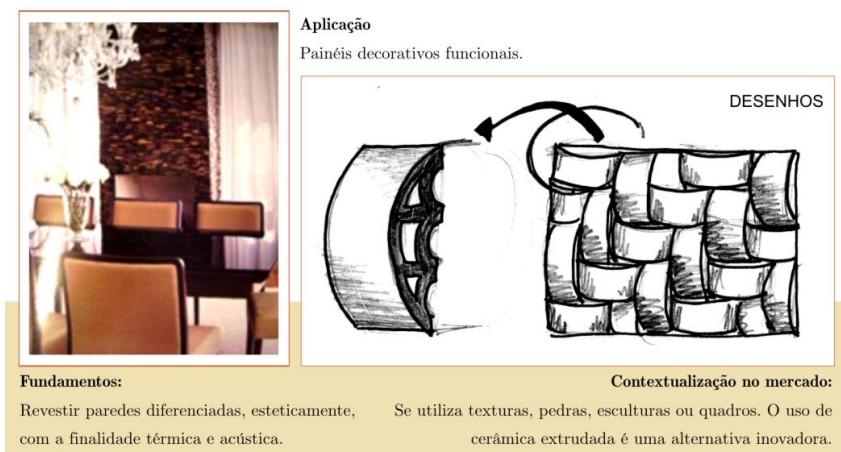 Aplicação
Painéis decorativos funcionais.
DESENHOS
Fundamentos:
Revestir paredes diferenciadas, esteticamente,
com a finalidade térmica e acústica.
Contextualização no mercado:
Se utiliza texturas, pedras, esculturas ou quadros. O uso de
cerâmica extrudada é uma alternativa inovadora.